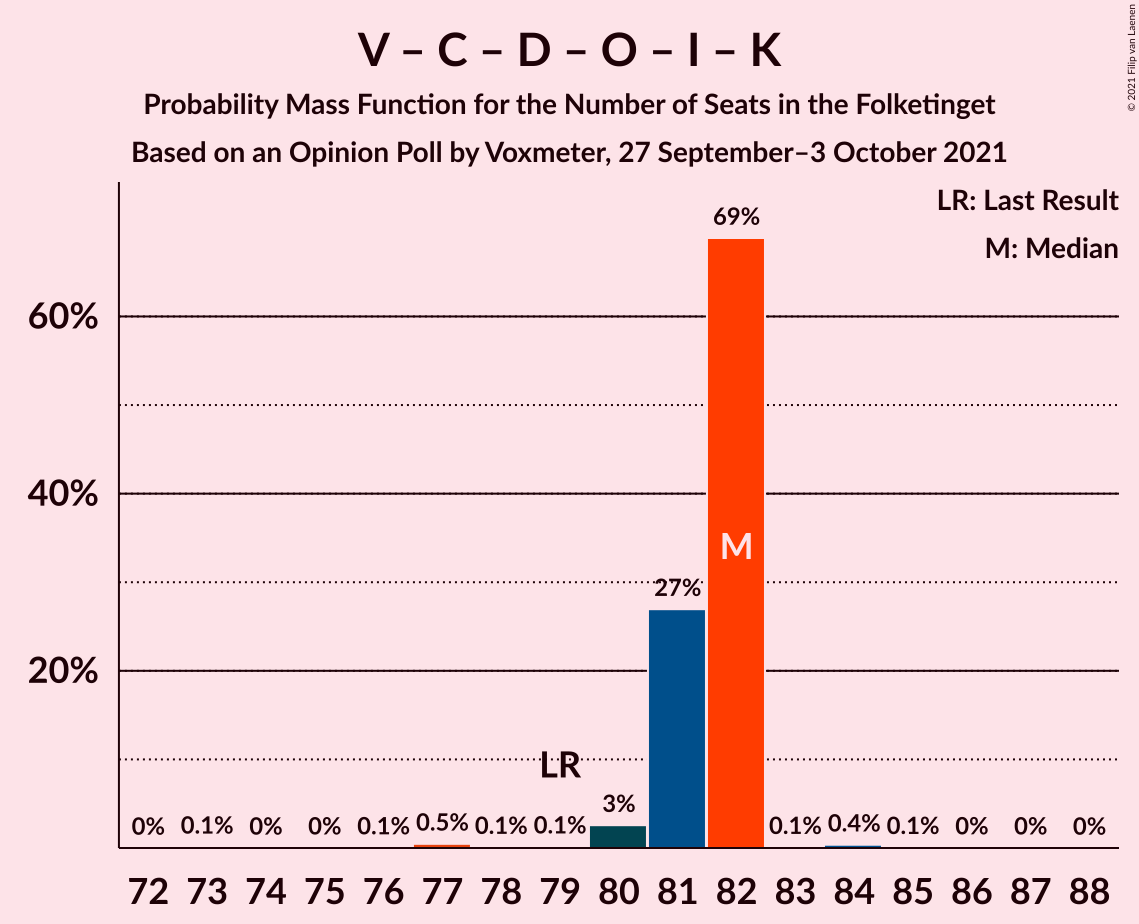 V – C – D – O – I – K
Probability Mass Function for the Number of Seats in the Folketinget
Based on an Opinion Poll by Voxmeter, 27 September–3 October 2021
© 2021 Filip van Laenen
LR: Last Result
M: Median
60%
40%
20%
0% 0.1% 0% 0% 0.1% 0.5% 0.1% 0.1% 3% 27% 69% 0.1% 0.4% 0.1% 0% 0% 0%
LR
M
72 73 74 75 76 77 78 79 80 81 82 83 84 85 86 87 88